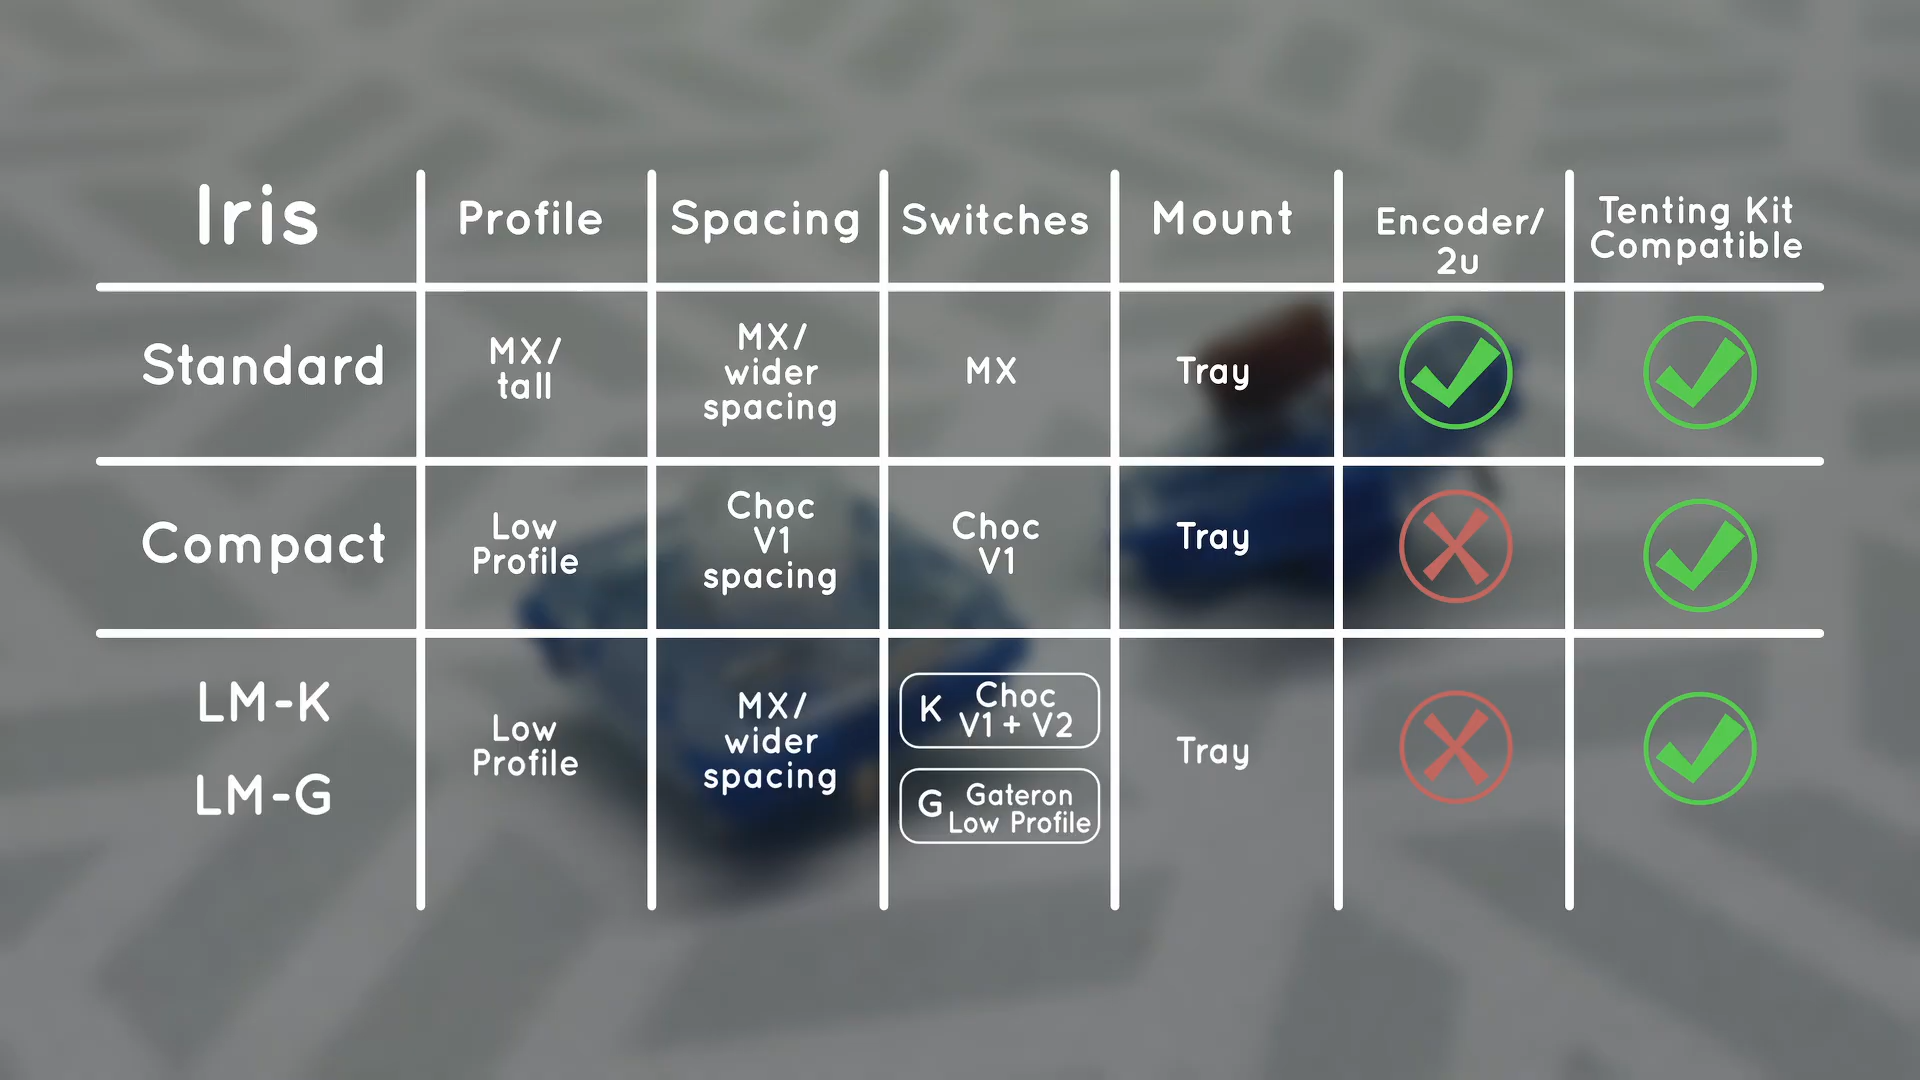 Iris
Profile
Spacing
Switches
Mount
Encoder/
2u
Tenting Kit
Compatible
Standard
MX/
tall
MX/
wider
spacing
MX
Tray
Compact
Low
Profile
Choc
V1
spacing
Choc
V1
Tray
LM-K
LM-G
Low
Profile
MX/
wider
spacing
K Choc
V1 + V2
G Gateron
Low Profile
Tray